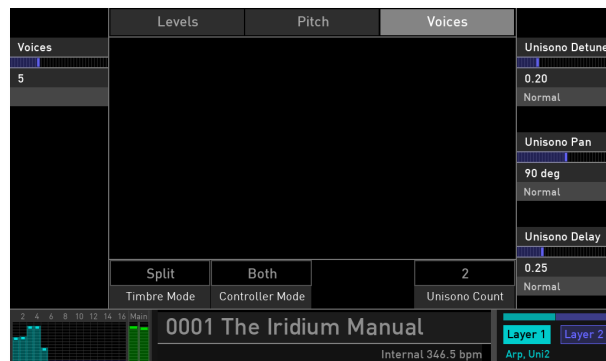 Levels
Pitch
Voices
Voices
5
Unisono Detune
0.20
Normal
Unisono Pan
90 deg
Normal
Unisono Delay
0.25
Normal
Split
Both
2
Timbre Mode
Controller Mode
Unisono Count
2 4 6 8 10 12 14 16 Main
0001 The Iridium Manual
Internal 346.5 bpm
Layer 1
Layer 2
Arp, Uni2